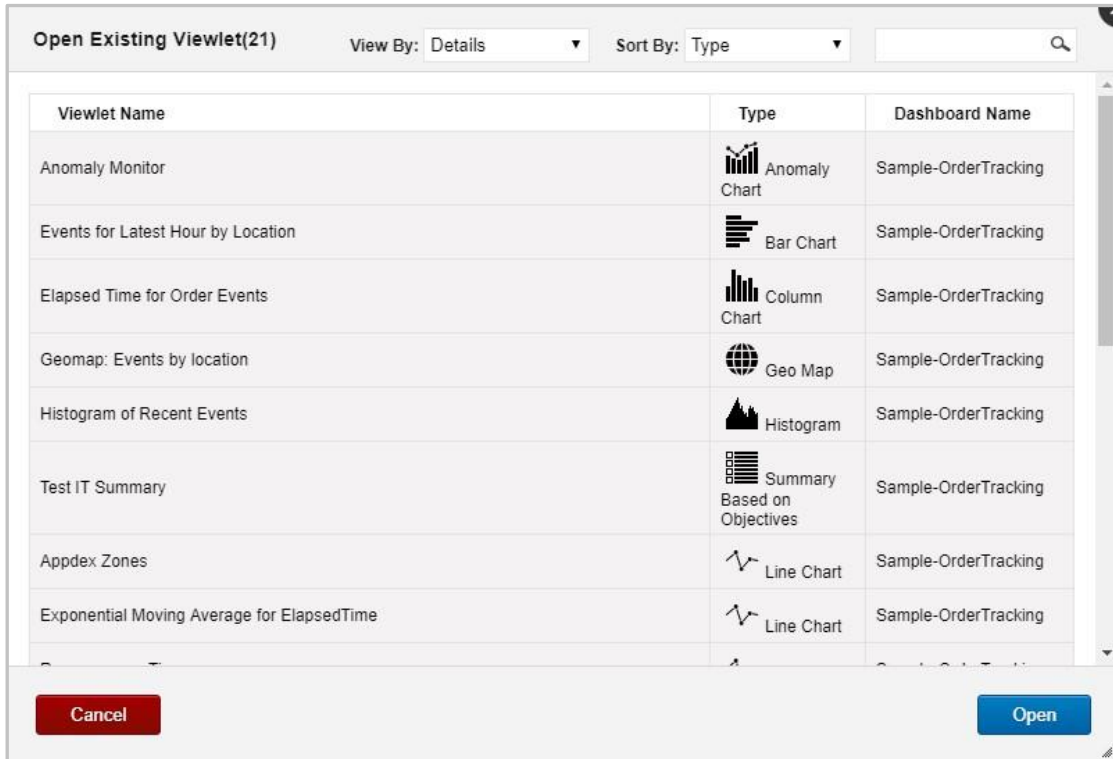 Open Existing Viewlet(21) View By: Details Sort By: Type
Viewlet Name Type Dashboard Name
Anomaly Monitor Anomaly Chart Sample-OrderTracking
Events for Latest Hour by Location Bar Chart Sample-OrderTracking
Elapsed Time for Order Events Column Chart Sample-OrderTracking
Geomap: Events by location Geo Map Sample-OrderTracking
Histogram of Recent Events Histogram Sample-OrderTracking
Test IT Summary Summary Based on Objectives Sample-OrderTracking
Appdex Zones Line Chart Sample-OrderTracking
Exponential Moving Average for ElapsedTime Line Chart Sample-OrderTracking
Cancel Open